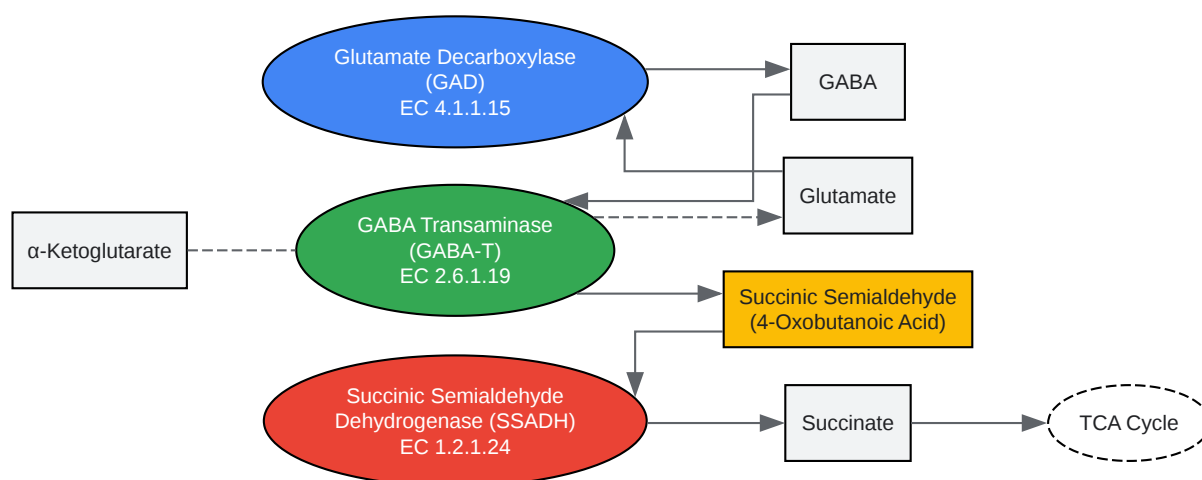 Glutamate Decarboxylase
(GAD)
EC 4.1.1.15
GABA
Glutamate
α-Ketoglutarate
GABA Transaminase
(GABA-T)
EC 2.6.1.19
Succinic Semialdehyde
(4-Oxobutanoic Acid)
Succinic Semialdehyde
Dehydrogenase (SSADH)
EC 1.2.1.24
Succinate
TCA Cycle